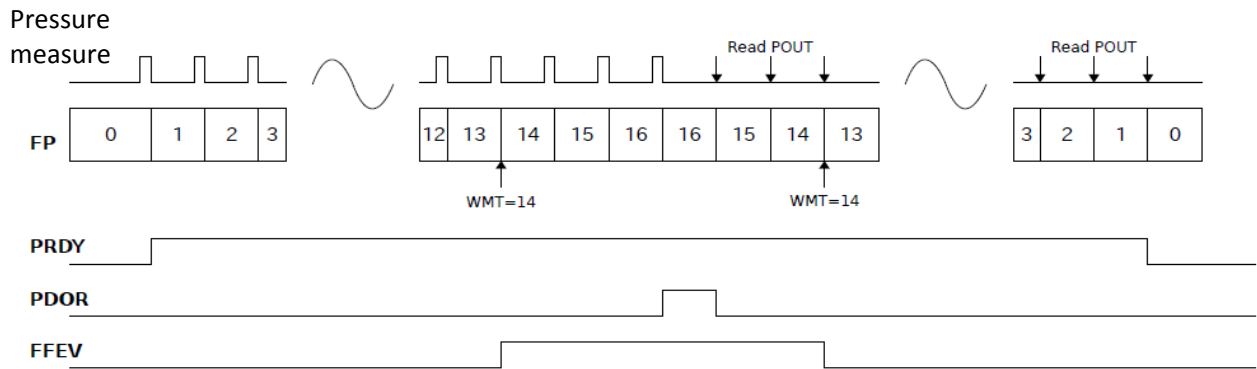 Pressure
measure
Read POUT
Read POUT
FP
0 1 2 3 12 13 14 15 16 16 15 14 13 3 2 1 0
WMT=14 WMT=14
PRDY
PDOR
FFEV